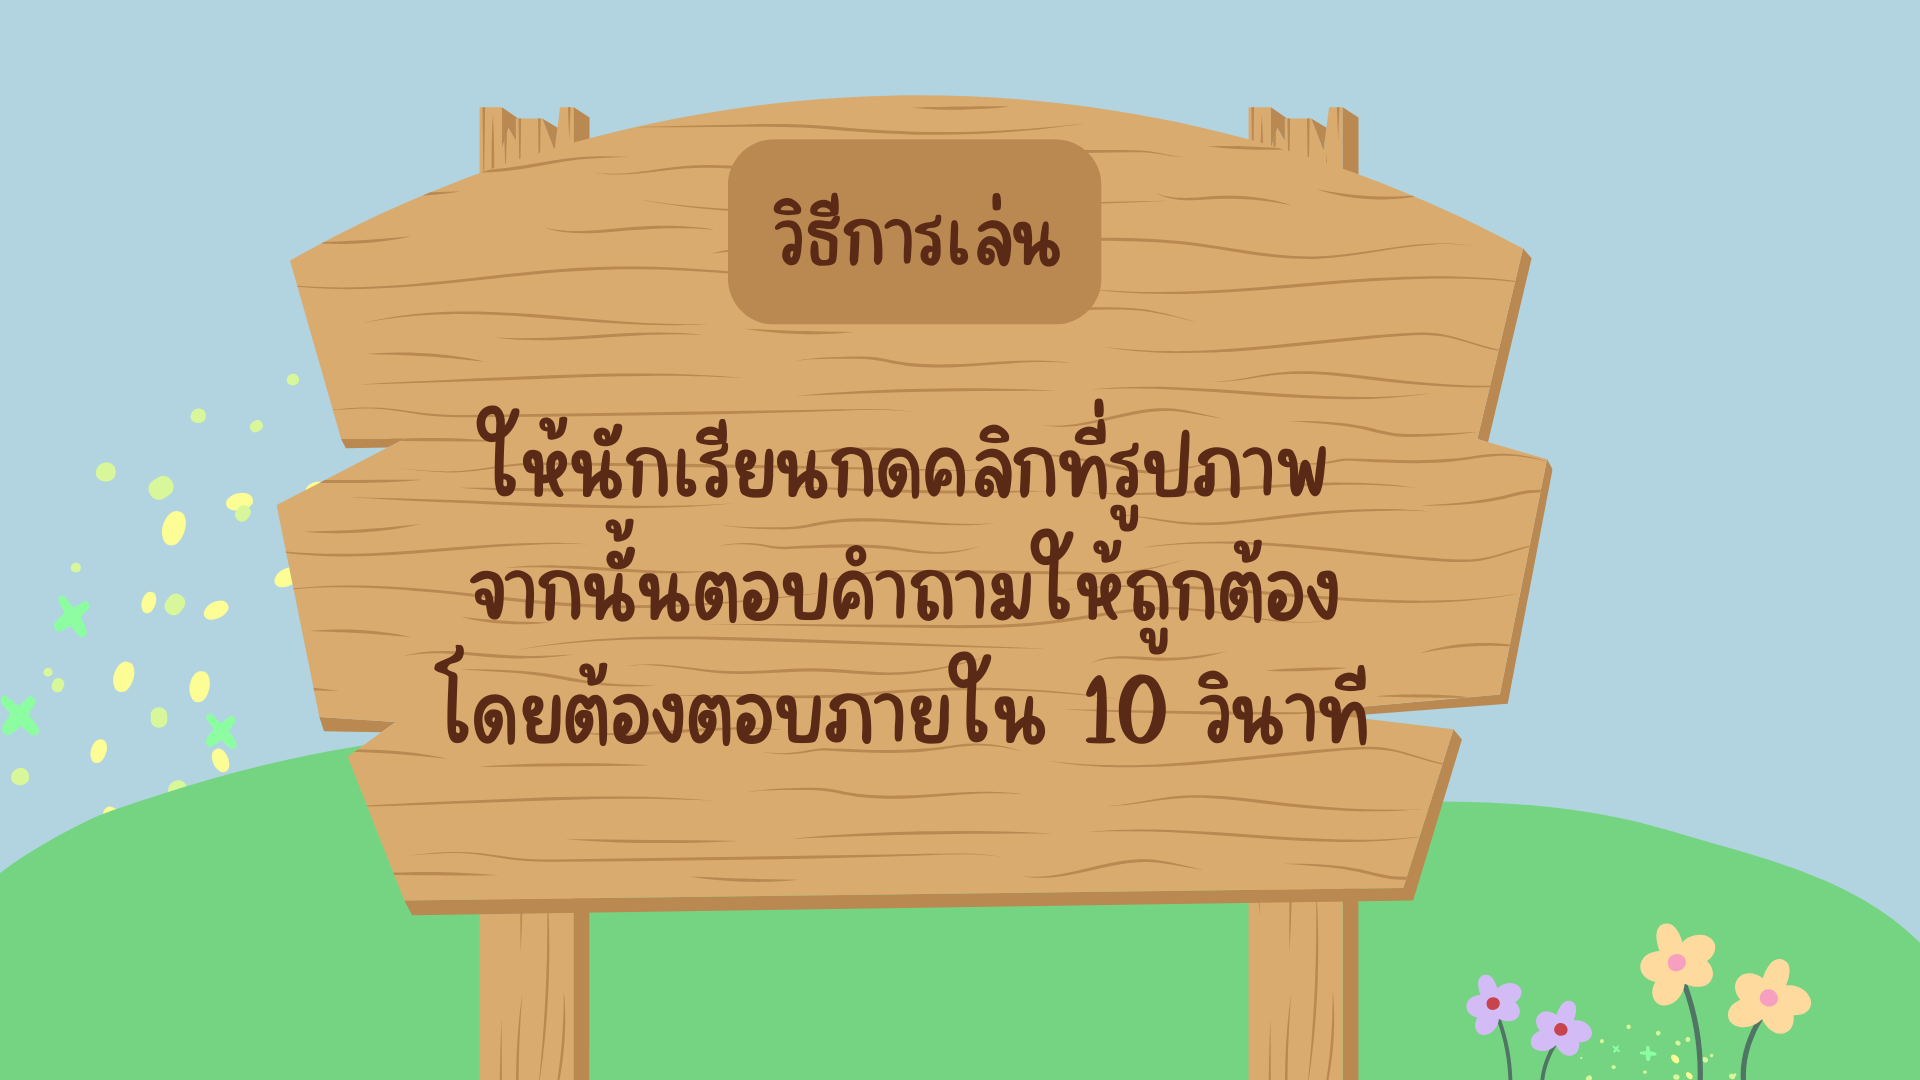 วิธีการเล่น
ให้นักเรียนกดคลิกที่รูปภาพ
จากนั้นตอบคำถามให้ถูกต้อง
โดยต้องตอบภายใน 10 วินาที